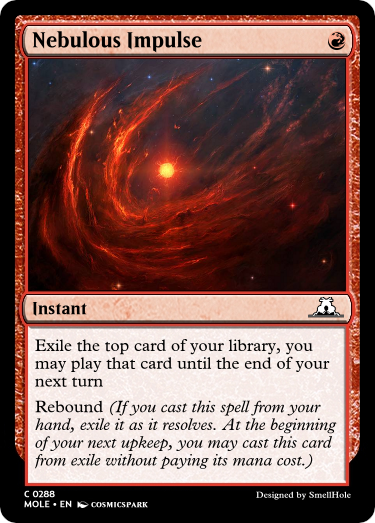 Nebulous Impulse
Instant
Exile the top card of your library, you
may play that card until the end of your
next turn
Rebound (If you cast this spell from your
hand, exile it as it resolves. At the beginning
of your next upkeep, you may cast this card
from exile without paying its mana cost.)
C 0288
MOLE • EN COSMICSPARK
Designed by SmellHole